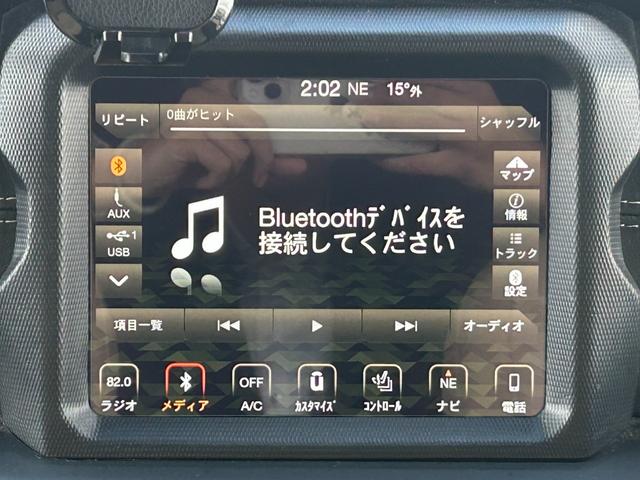 2:02 NE 15°外
リピート
0曲がヒット
シャッフル
マップ
AUX
情報
1
USB
Bluetoothﾃﾞﾊﾞｲｽを
接続してください
トラック
設定
項目一覧
オーディオ
82.0
OFF
NE
ラジオ
メディア
A/C
ｶｽﾀﾏｲｽﾞ
ｺﾝﾄﾛｰﾙ
ナビ
電話